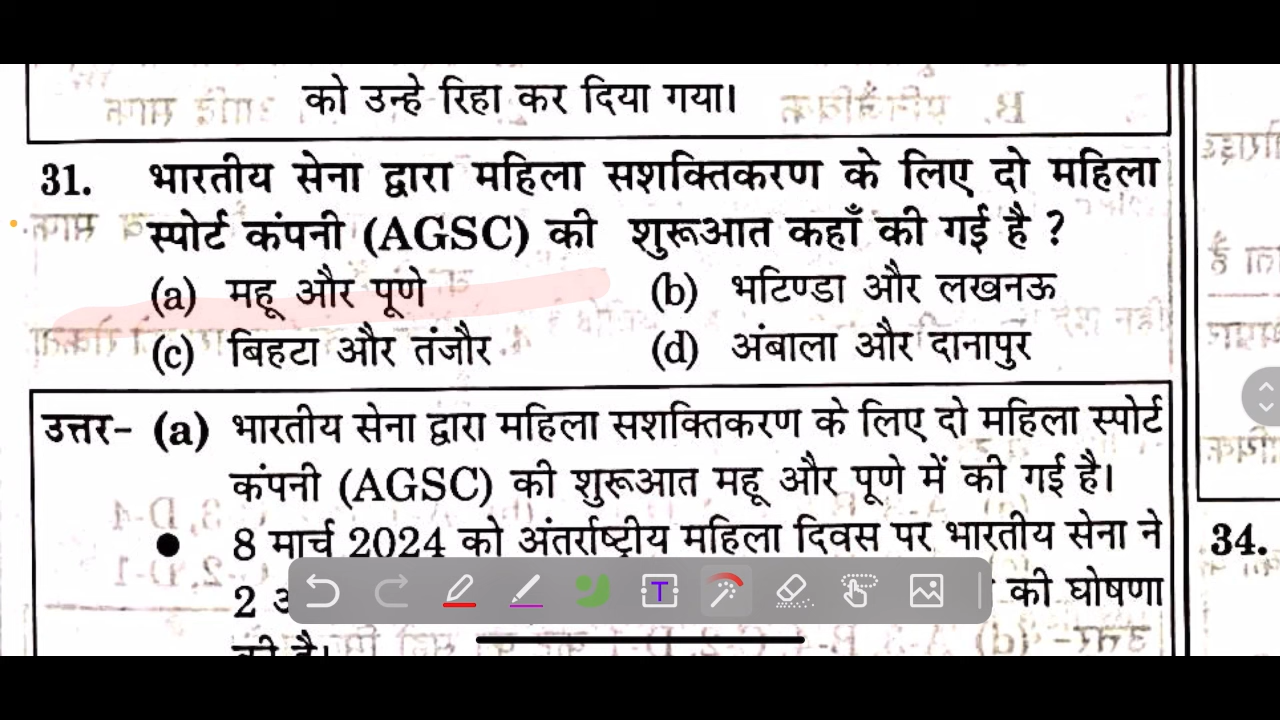 को उन्हे रिहा कर दिया गया।
31. भारतीय सेना द्वारा महिला सशक्तिकरण के लिए दो महिला
स्पोर्ट कंपनी (AGSC) की शुरूआत कहाँ की गई है ?
(a) महू और पूणे (b) भटिण्डा और लखनऊ
(c) बिहटा और तंजौर (d) अंबाला और दानापुर
उत्तर- (a) भारतीय सेना द्वारा महिला सशक्तिकरण के लिए दो महिला स्पोर्ट
कंपनी (AGSC) की शुरूआत महू और पूणे में की गई है।
● 8 मार्च 2024 को अंतर्राष्ट्रीय महिला दिवस पर भारतीय सेना ने
2 की घोषणा
की है।
34.